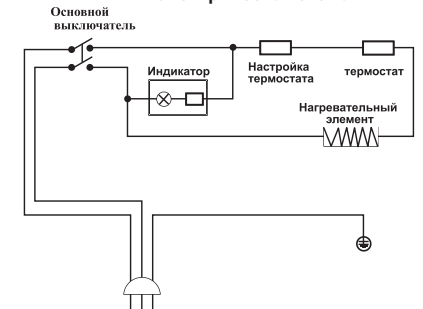 Основной
выключатель
Индикатор
Настройка
термостата
термостат
Нагревательный
элемент